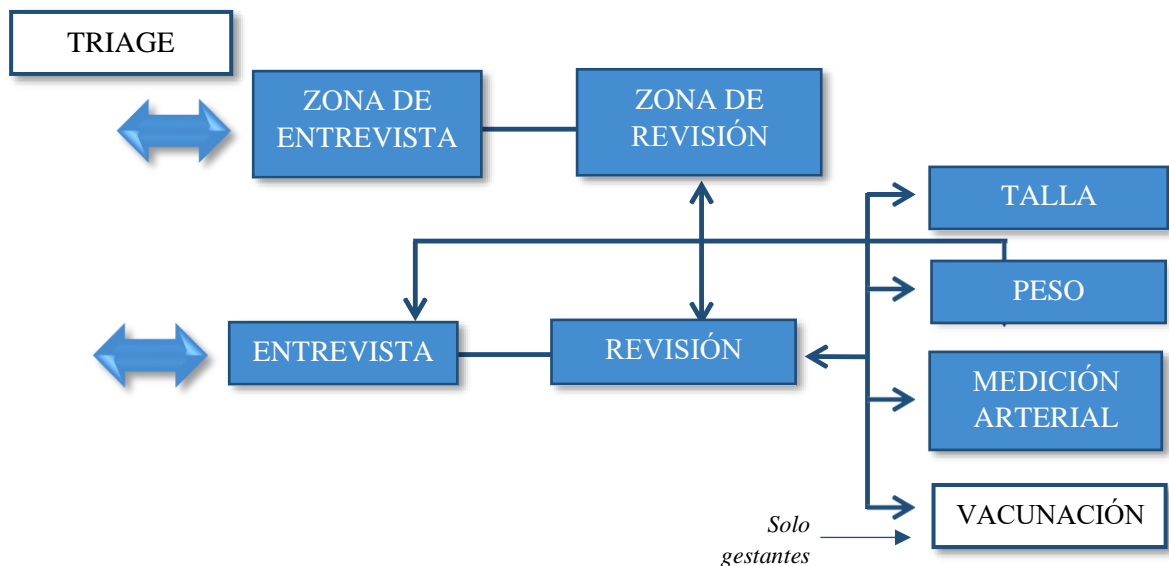 TRIAGE
ZONA DE
ENTREVISTA
ZONA DE
REVISIÓN
TALLA
PESO
ENTREVISTA
REVISIÓN
MEDICIÓN
ARTERIAL
VACUNACIÓN
Solo
gestantes